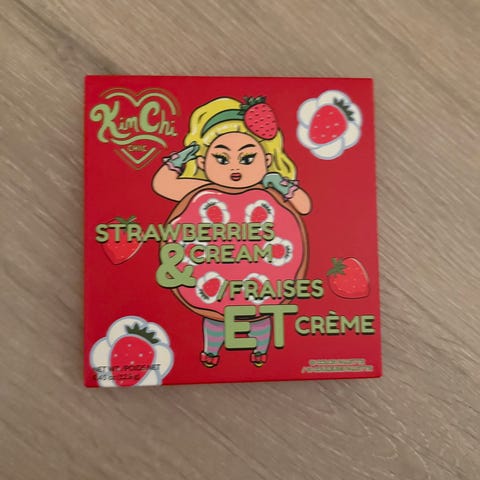 KimChi
CHIC
STRAWBERRIES
& CREAM
/FRAISES
ET CRÈME
NET WT./POIDS NET